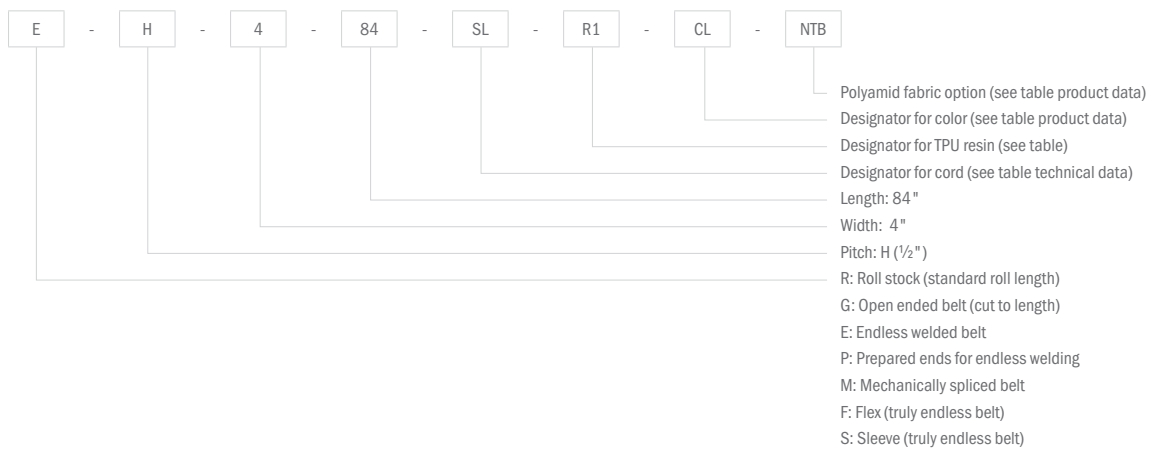 E - H - 4 - 84 - SL - R1 - CL - NTB
Polyamid fabric option (see table product data)
Designator for color (see table product data)
Designator for TPU resin (see table)
Designator for cord (see table technical data)
Length: 84"
Width: 4"
Pitch: H (½")
R: Roll stock (standard roll length)
G: Open ended belt (cut to length)
E: Endless welded belt
P: Prepared ends for endless welding
M: Mechanically spliced belt
F: Flex (truly endless belt)
S: Sleeve (truly endless belt)